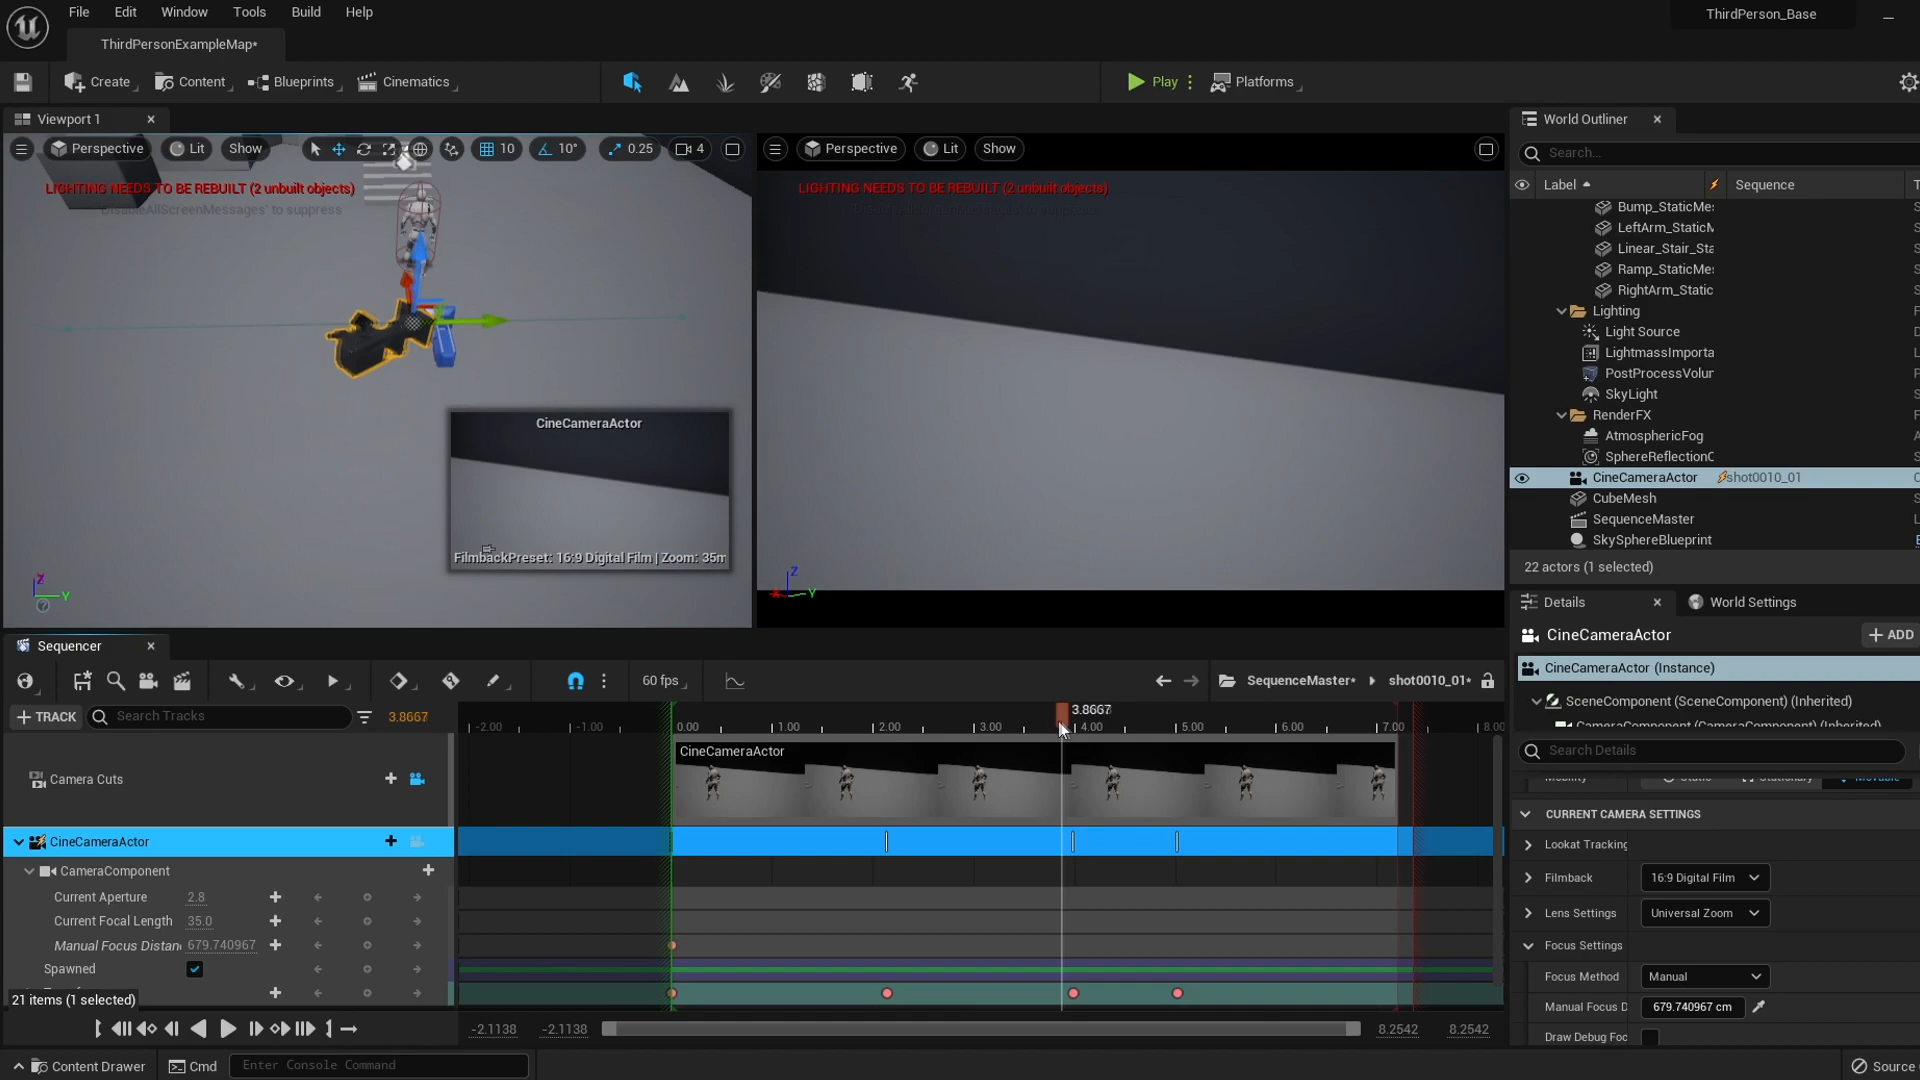 File Edit Window Tools Build Help
ThirdPerson_Base
ThirdPersonExampleMap*
Create Content Blueprints Cinematics Play Platforms
Viewport 1
Perspective Lit Show 10 10° 0.25 4
LIGHTING NEEDS TO BE REBUILT (2 unbuilt objects)
'DisableAllScreenMessages' to suppress
CineCameraActor
FilmbackPreset: 16:9 Digital Film | Zoom: 35m
Z
Y
Perspective Lit Show
LIGHTING NEEDS TO BE REBUILT (2 unbuilt objects)
Z
X Y
World Outliner
Search...
Label Sequence T
Bump_StaticMe
LeftArm_StaticM
Linear_Stair_Sta
Ramp_StaticMe
RightArm_Static
Lighting
Light Source
LightmassImporta
PostProcessVolur
SkyLight
RenderFX
AtmosphericFog
SphereReflectionC
CineCameraActor shot0010_01
CubeMesh
SequenceMaster
SkySphereBlueprint
22 actors (1 selected)
Details World Settings
CineCameraActor ADD
CineCameraActor (Instance)
SceneComponent (SceneComponent) (Inherited)
CameraComponent (CameraComponent) (Inherited)
Search Details
Mobility Static Stationary Movable
CURRENT CAMERA SETTINGS
Lookat Tracking
Filmback 16:9 Digital Film
Lens Settings Universal Zoom
Focus Settings
Focus Method Manual
Manual Focus D 679.740967 cm
Draw Debug Foc
Sequencer
60 fps SequenceMaster* shot0010_01*
TRACK Search Tracks 3.8667
3.8667
-2.00 -1.00 0.00 1.00 2.00 3.00 4.00 5.00 6.00 7.00 8.00
Camera Cuts
CineCameraActor
CineCameraActor
CameraComponent
Current Aperture 2.8
Current Focal Length 35.0
Manual Focus Distan 679.740967
Spawned
21 items (1 selected)
-2.1138 -2.1138 8.2542 8.2542
Content Drawer Cmd Enter Console Command
Source